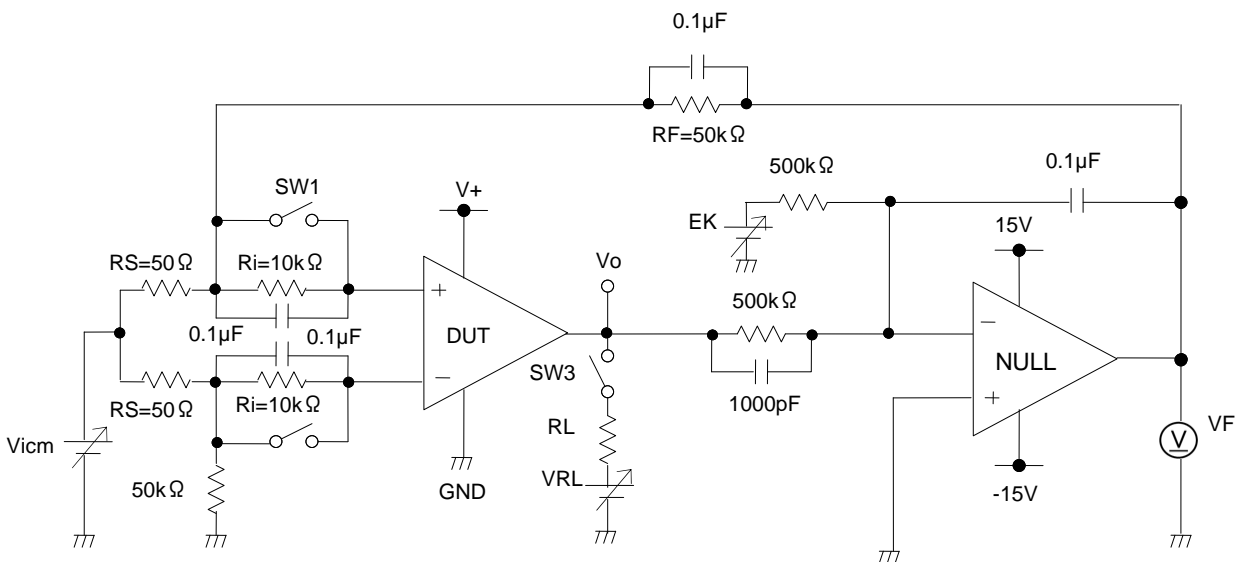 0.1µF
RF=50kΩ
500kΩ
0.1µF
SW1
V+
EK
15V
RS=50Ω
Ri=10kΩ
Vo
+
500kΩ
0.1µF
0.1µF
DUT
−
NULL
−
SW3
RS=50Ω
Ri=10kΩ
1000pF
+
Vicm
RL
V
VF
50kΩ
GND
VRL
-15V